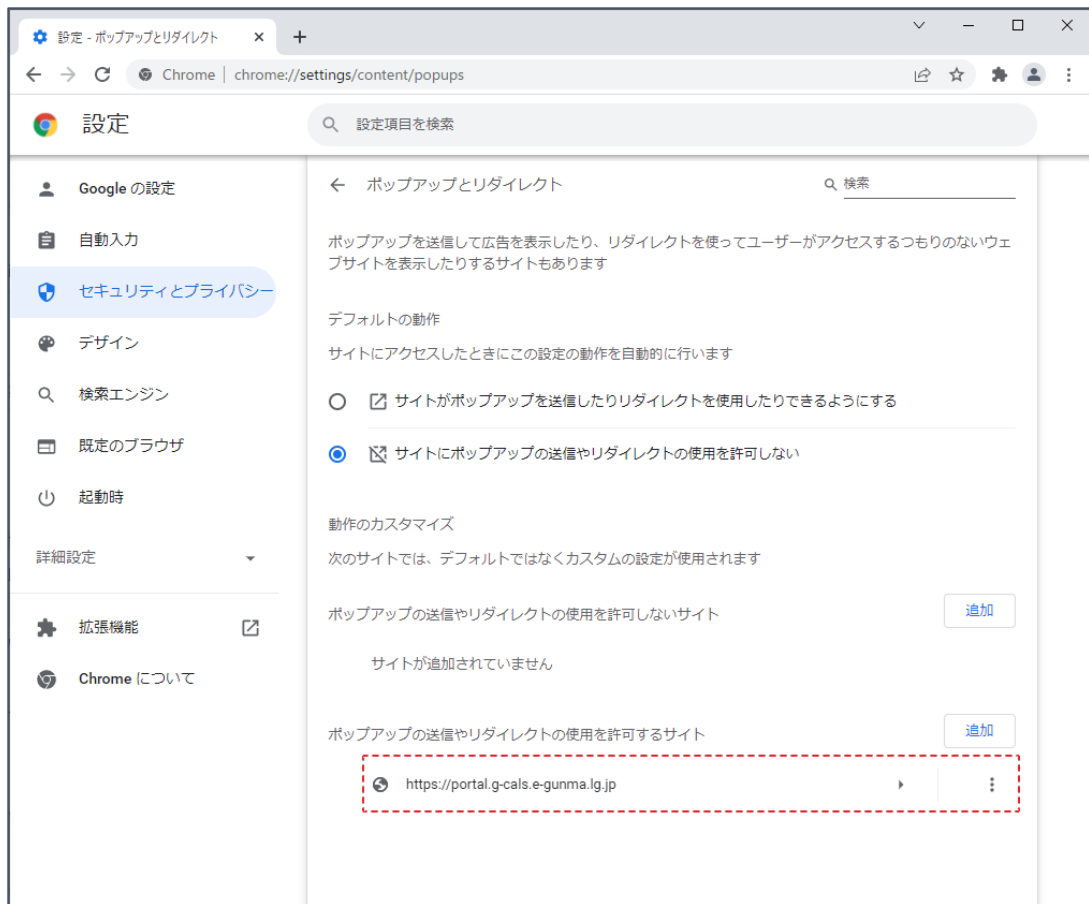 設定 - ポップアップとリダイレクト
Chrome | chrome://settings/content/popups
設定
設定項目を検索
Google の設定
自動入力
セキュリティとプライバシー
デザイン
検索エンジン
既定のブラウザ
起動時
詳細設定
拡張機能
Chrome について
ポップアップとリダイレクト
検索
ポップアップを送信して広告を表示したり、リダイレクトを使ってユーザーがアクセスするつもりのないウェ
ブサイトを表示したりするサイトもあります
デフォルトの動作
サイトにアクセスしたときにこの設定の動作を自動的に行います
サイトがポップアップを送信したりリダイレクトを使用したりできるようにする
サイトにポップアップの送信やリダイレクトの使用を許可しない
動作のカスタマイズ
次のサイトでは、デフォルトではなくカスタムの設定が使用されます
ポップアップの送信やリダイレクトの使用を許可しないサイト
追加
サイトが追加されていません
ポップアップの送信やリダイレクトの使用を許可するサイト
追加
https://portal.g-cals.e-gunma.lg.jp